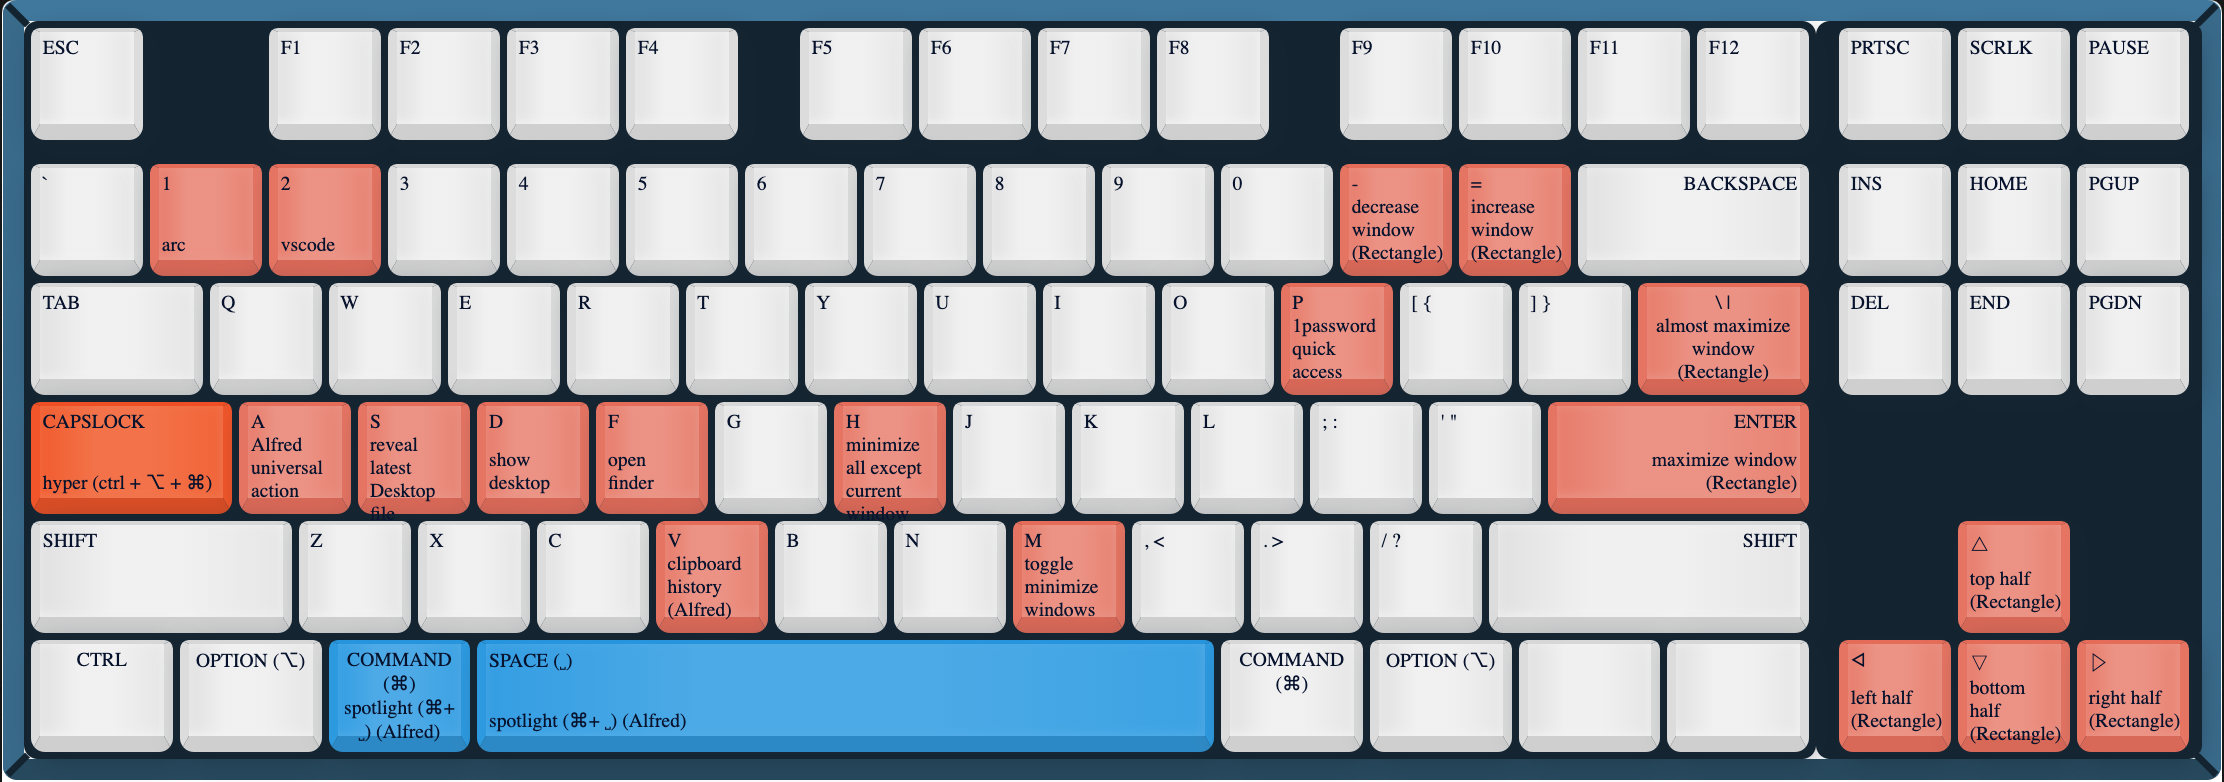 ESC F1 F2 F3 F4 F5 F6 F7 F8 F9 F10 F11 F12 PRTSC SCRLK PAUSE
` 1 2 3 4 5 6 7 8 9 0 - = BACKSPACE INS HOME PGUP
arc vscode
decrease
window
(Rectangle)
increase
window
(Rectangle)
TAB Q W E R T Y U I O P [ { ] } \ | DEL END PGDN
1password
quick
access
almost maximize
window
(Rectangle)
CAPSLOCK A S D F G H J K L ; : ' " ENTER
hyper (ctrl + ⌥ + ⌘)
Alfred
universal
action
reveal
latest
Desktop
file
show
desktop
open
finder
minimize
all except
current
window
maximize window
(Rectangle)
SHIFT Z X C V B N M , < . > / ? SHIFT △
clipboard
history
(Alfred)
toggle
minimize
windows
top half
(Rectangle)
CTRL OPTION (⌥) COMMAND
(⌘)
spotlight (⌘+
⎵) (Alfred)
SPACE (⎵)
spotlight (⌘+ ⎵) (Alfred)
COMMAND
(⌘)
OPTION (⌥)
◁
left half
(Rectangle)
▽
bottom
half
(Rectangle)
▷
right half
(Rectangle)